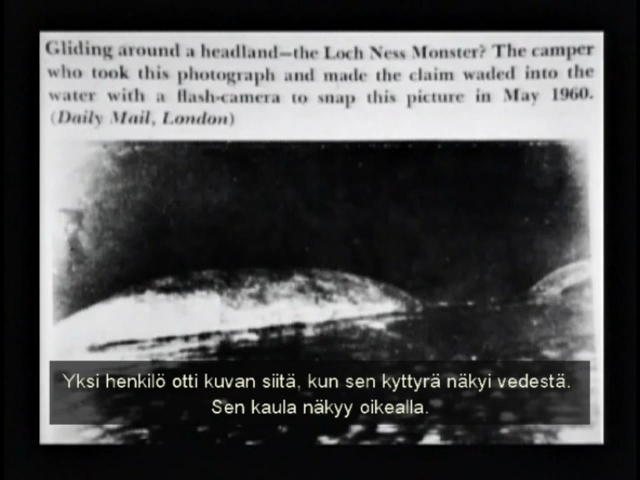 Gliding around a headland—the Loch Ness Monster? The camper
who took this photograph and made the claim waded into the
water with a flash-camera to snap this picture in May 1960.
(Daily Mail, London)
Yksi henkilö otti kuvan siitä, kun sen kyttyrä näkyi vedestä.
Sen kaula näkyy oikealla.